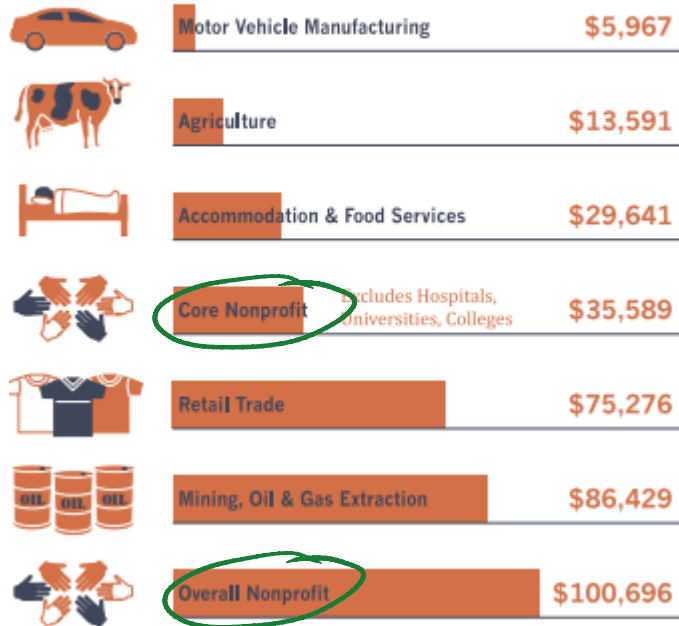 Motor Vehicle Manufacturing $5,967
Agriculture $13,591
Accommodation & Food Services $29,641
Core Nonprofit Excludes Hospitals, Universities, Colleges $35,589
Retail Trade $75,276
OIL OIL OIL
Mining, Oil & Gas Extraction $86,429
Overall Nonprofit $100,696